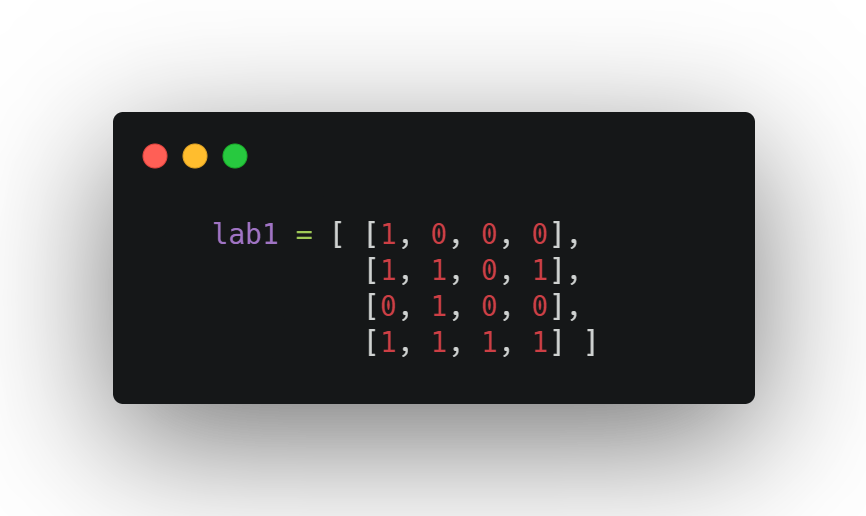 lab1 = [ [1, 0, 0, 0],
[1, 1, 0, 1],
[0, 1, 0, 0],
[1, 1, 1, 1] ]